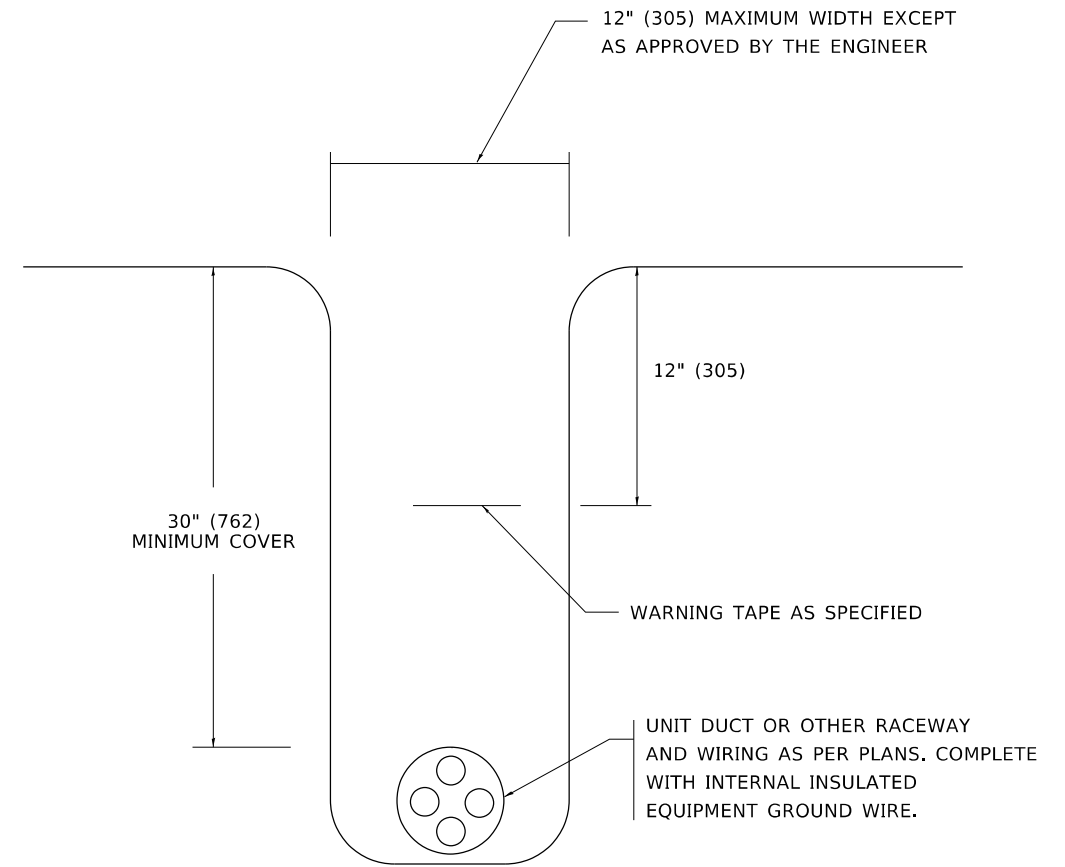 12" (305) MAXIMUM WIDTH EXCEPT
AS APPROVED BY THE ENGINEER
12" (305)
30" (762)
MINIMUM COVER
WARNING TAPE AS SPECIFIED
UNIT DUCT OR OTHER RACEWAY
AND WIRING AS PER PLANS. COMPLETE
WITH INTERNAL INSULATED
EQUIPMENT GROUND WIRE.